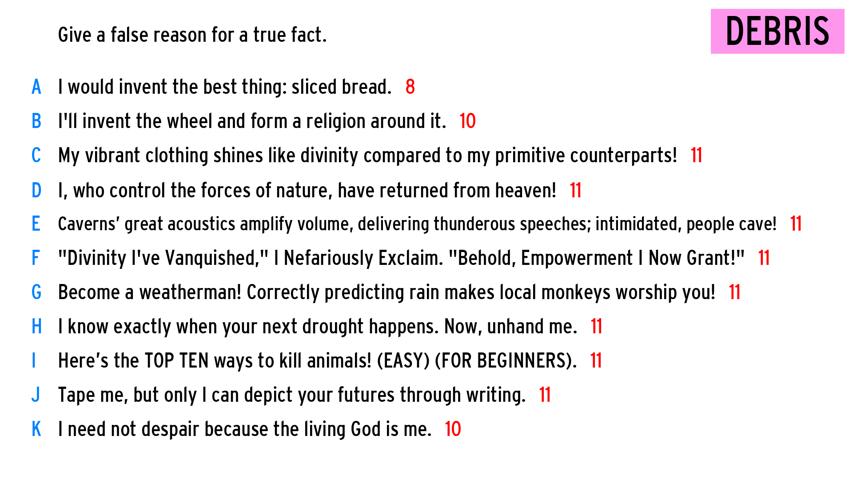 Give a false reason for a true fact.
DEBRIS
A I would invent the best thing: sliced bread. 8
B I'll invent the wheel and form a religion around it. 10
C My vibrant clothing shines like divinity compared to my primitive counterparts! 11
D I, who control the forces of nature, have returned from heaven! 11
E Caverns’ great acoustics amplify volume, delivering thunderous speeches; intimidated, people cave! 11
F "Divinity I've Vanquished," I Nefariously Exclaim. "Behold, Empowerment I Now Grant!" 11
G Become a weatherman! Correctly predicting rain makes local monkeys worship you! 11
H I know exactly when your next drought happens. Now, unhand me. 11
I Here’s the TOP TEN ways to kill animals! (EASY) (FOR BEGINNERS). 11
J Tape me, but only I can depict your futures through writing. 11
K I need not despair because the living God is me. 10